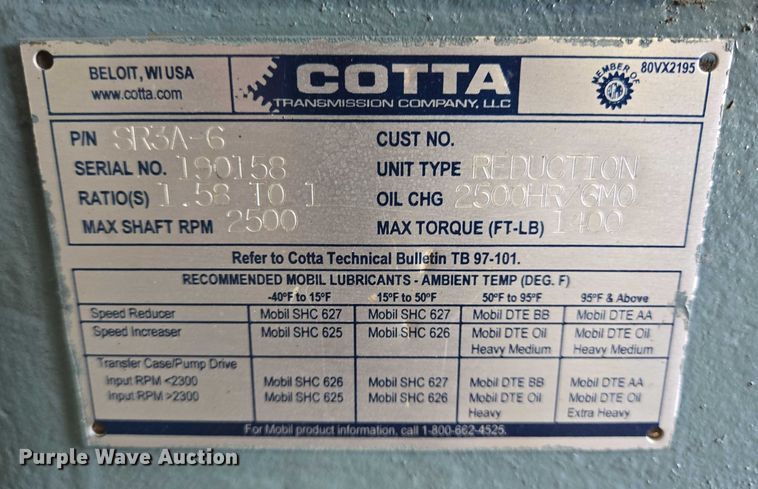 BELOIT, WI USA
www.cotta.com
COTTA
TRANSMISSION COMPANY, LLC
MEMBER OF
80VX2195
P/N SR3A-6
CUST NO.
SERIAL NO. 190158
UNIT TYPE REDUCTION
RATIO(S) 1.58 TO 1
OIL CHG 2500HR/6MO
MAX SHAFT RPM 2500
MAX TORQUE (FT-LB) 1400
Refer to Cotta Technical Bulletin TB 97-101.
RECOMMENDED MOBIL LUBRICANTS - AMBIENT TEMP (DEG. F)
-40°F to 15°F 15°F to 50°F 50°F to 95°F 95°F & Above
Speed Reducer Mobil SHC 627 Mobil SHC 627 Mobil DTE BB Mobil DTE AA
Speed Increaser Mobil SHC 625 Mobil SHC 626 Mobil DTE Oil Mobil DTE Oil
Heavy Medium Heavy Medium
Transfer Case/Pump Drive
Input RPM <2300 Mobil SHC 626 Mobil SHC 627 Mobil DTE BB Mobil DTE AA
Input RPM >2300 Mobil SHC 625 Mobil SHC 626 Mobil DTE Oil Mobil DTE Oil
Heavy Extra Heavy
For Mobil product information, call 1-800-662-4525.
Purple Wave Auction